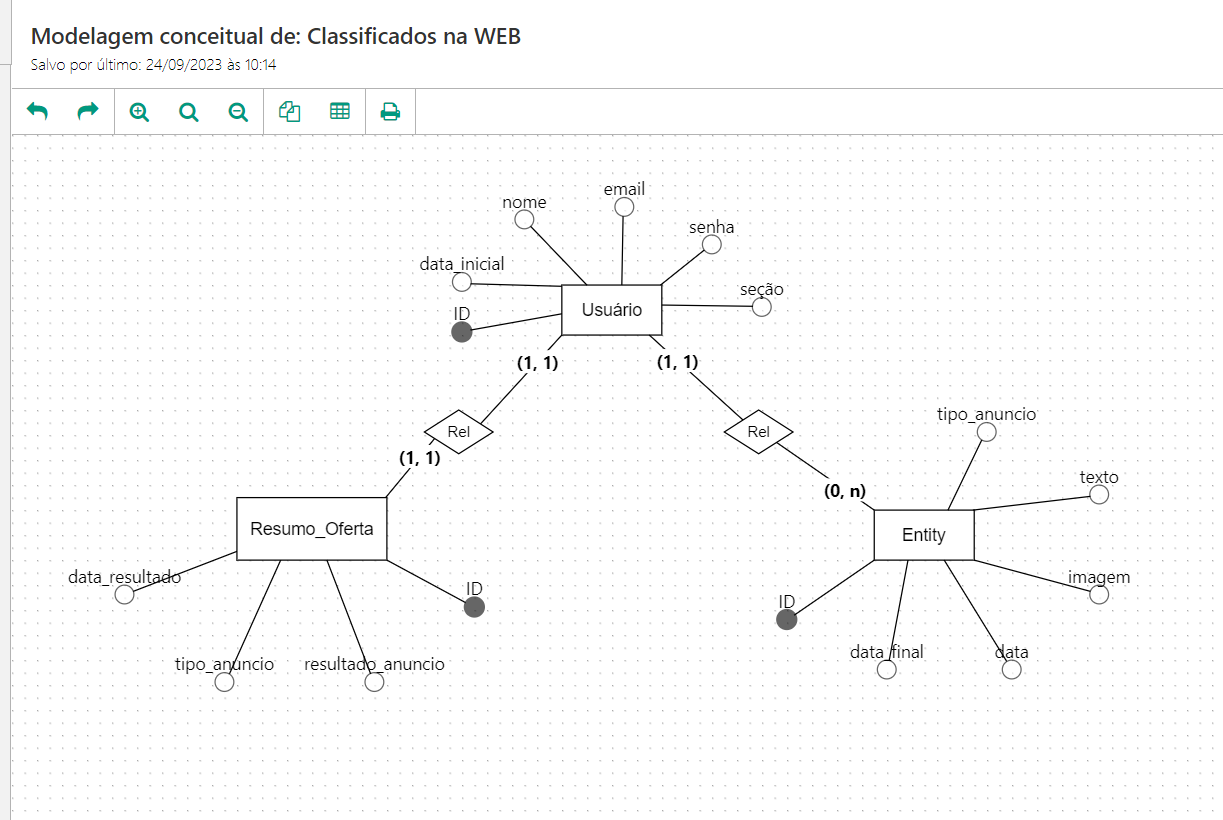 Modelagem conceitual de: Classificados na WEB
Salvo por último: 24/09/2023 às 10:14
email
nome
senha
data_inicial
seção
ID
Usuário
(1, 1)
(1, 1)
tipo_anuncio
Rel
Rel
(1, 1)
texto
(0, n)
Resumo_Oferta
Entity
data_resultado
imagem
ID
ID
data_final
data
tipo_anuncio
resultado_anuncio